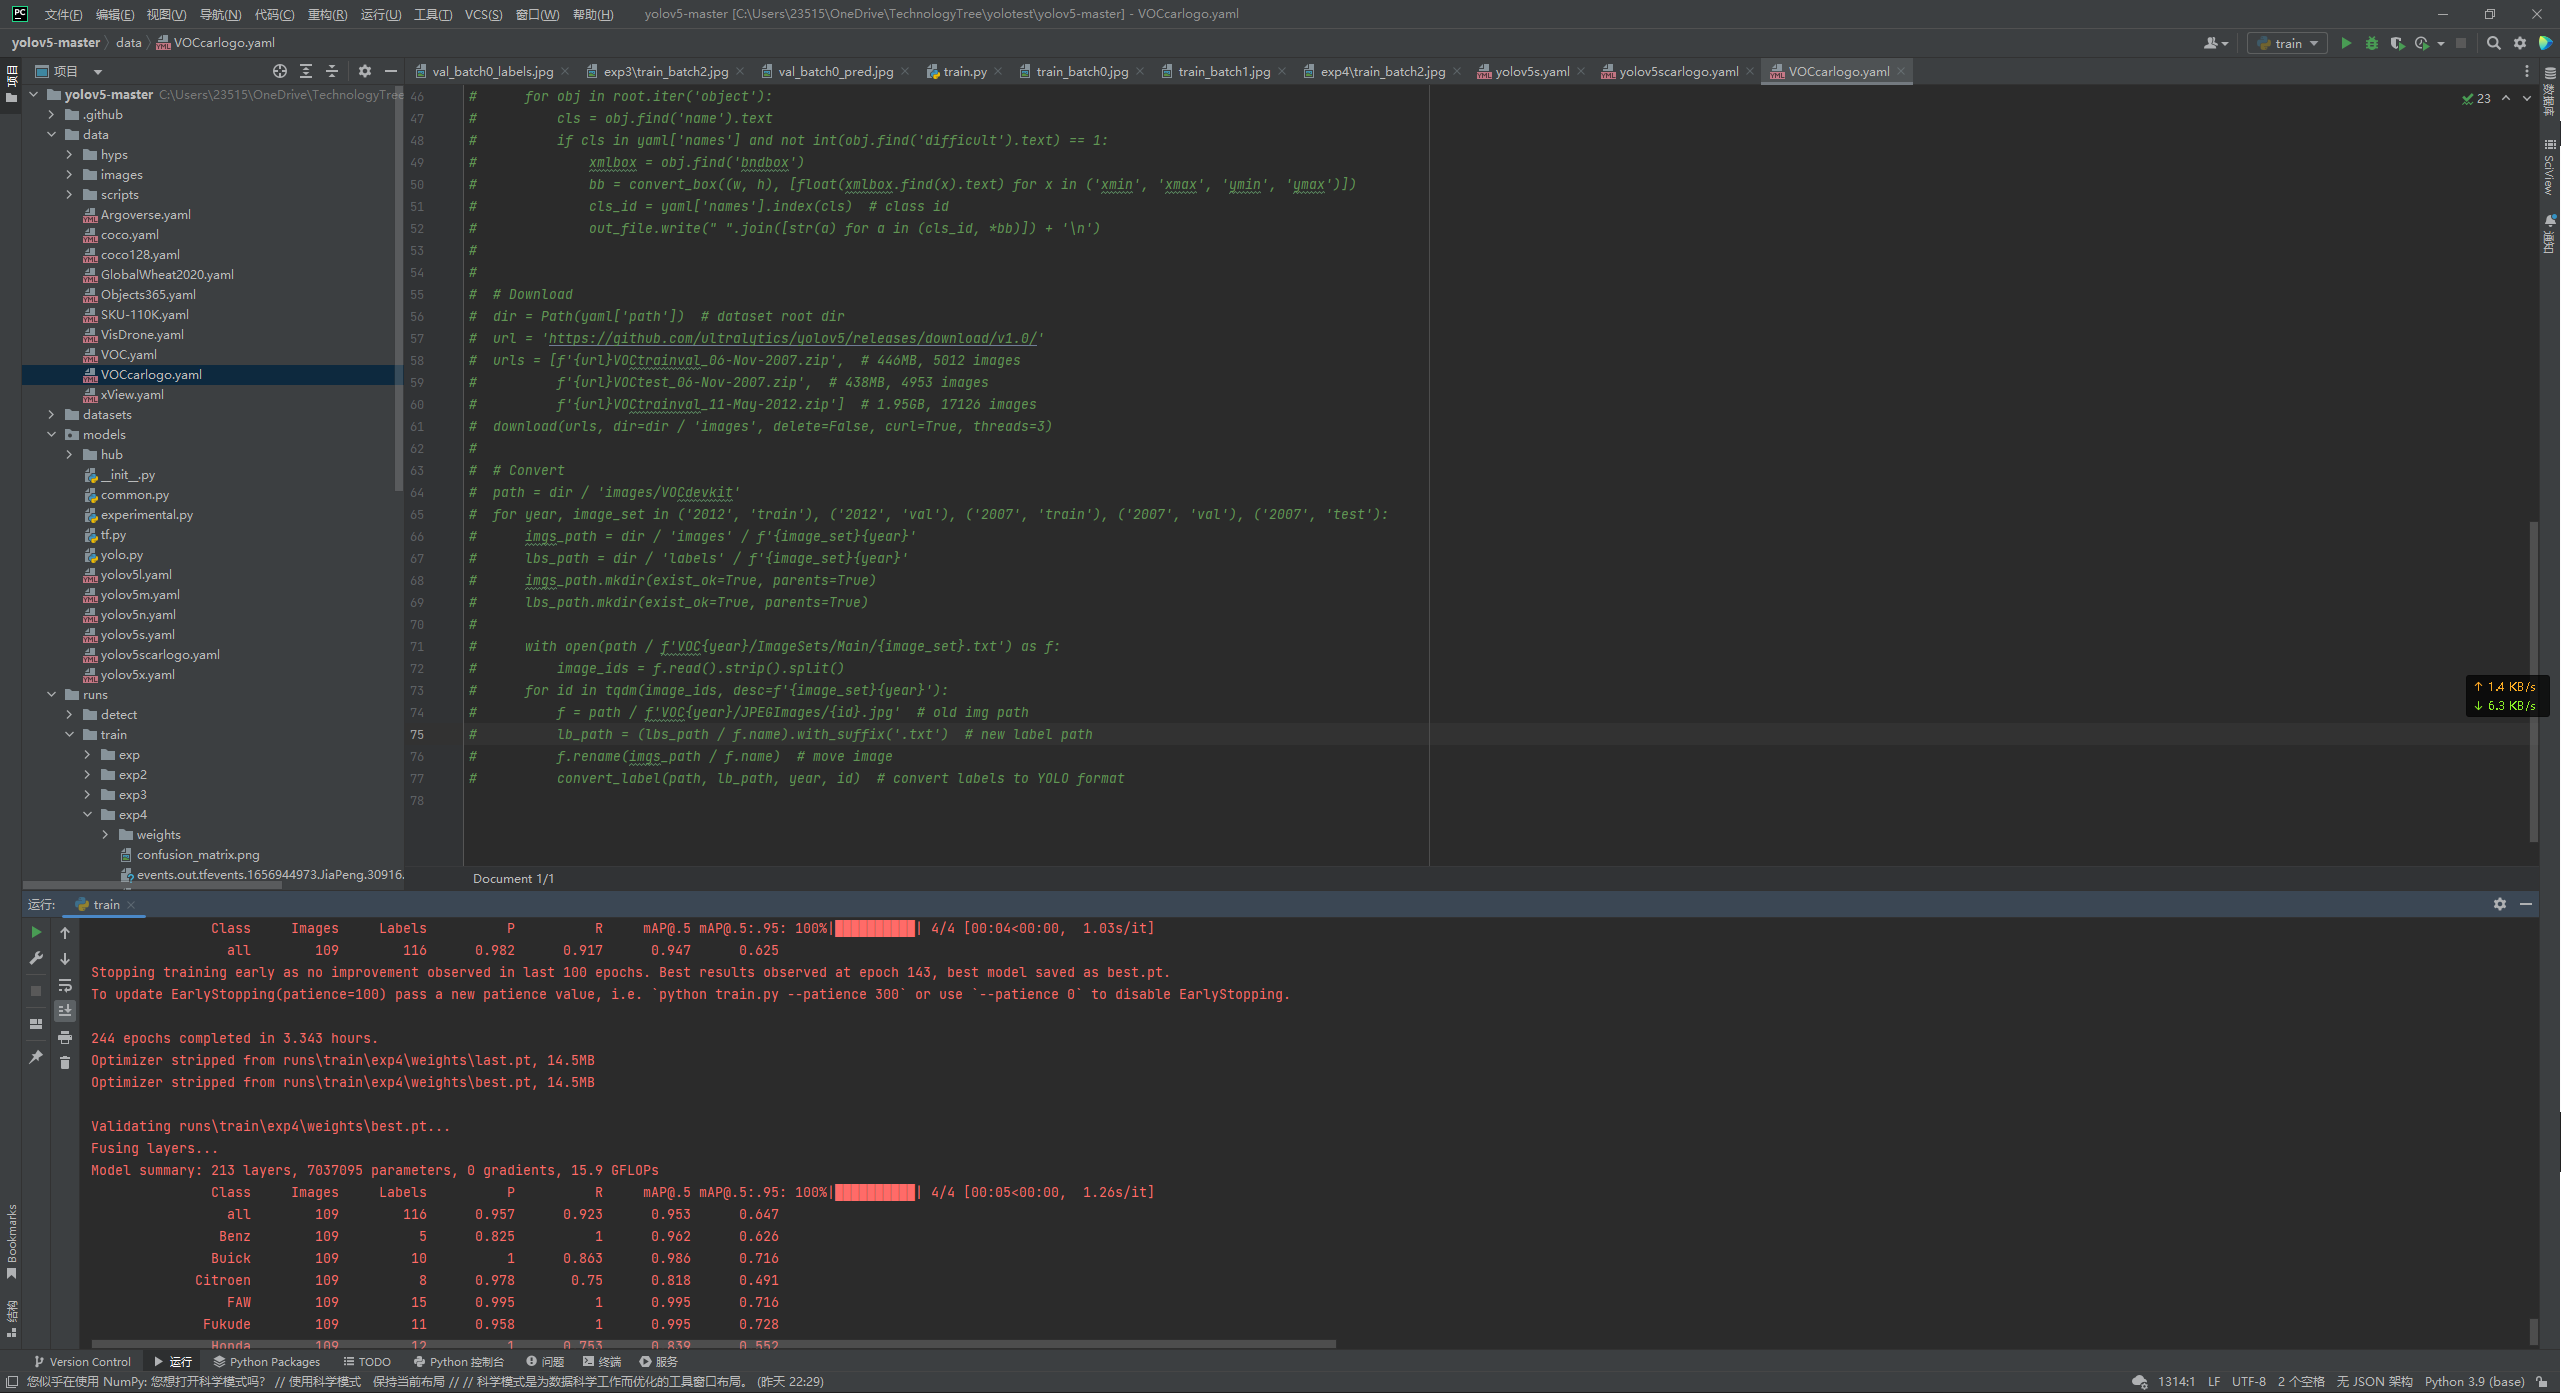 PC 文件(F) 编辑(E) 视图(V) 导航(N) 代码(C) 重构(R) 运行(U) 工具(T) VCS(S) 窗口(W) 帮助(H) yolov5-master [C:\Users\23515\OneDrive\TechnologyTree\yolotest\yolov5-master] - VOCcarlogo.yaml
yolov5-master data VOCcarlogo.yaml train
项目
val_batch0_labels.jpg exp3\train_batch2.jpg val_batch0_pred.jpg train.py train_batch0.jpg train_batch1.jpg exp4\train_batch2.jpg yolov5s.yaml yolov5scarlogo.yaml VOCcarlogo.yaml
项目
yolov5-master C:\Users\23515\OneDrive\TechnologyTree
.github
data
hyps
images
scripts
Argoverse.yaml
coco.yaml
coco128.yaml
GlobalWheat2020.yaml
Objects365.yaml
SKU-110K.yaml
VisDrone.yaml
VOC.yaml
VOCcarlogo.yaml
xView.yaml
datasets
models
hub
__init__.py
common.py
experimental.py
tf.py
yolo.py
yolov5l.yaml
yolov5m.yaml
yolov5n.yaml
yolov5s.yaml
yolov5scarlogo.yaml
yolov5x.yaml
runs
detect
train
exp
exp2
exp3
exp4
weights
confusion_matrix.png
events.out.tfevents.1656944973.JiaPeng.30916.
46 #      for obj in root.iter('object'):
47 #          cls = obj.find('name').text
48 #          if cls in yaml['names'] and not int(obj.find('difficult').text) == 1:
49 #              xmlbox = obj.find('bndbox')
50 #              bb = convert_box((w, h), [float(xmlbox.find(x).text) for x in ('xmin', 'xmax', 'ymin', 'ymax')])
51 #              cls_id = yaml['names'].index(cls)  # class id
52 #              out_file.write(" ".join([str(a) for a in (cls_id, *bb)]) + '\n')
53 #
54 #
55 #  # Download
56 #  dir = Path(yaml['path'])  # dataset root dir
57 #  url = 'https://github.com/ultralytics/yolov5/releases/download/v1.0/'
58 #  urls = [f'{url}VOCtrainval_06-Nov-2007.zip',  # 446MB, 5012 images
59 #          f'{url}VOCtest_06-Nov-2007.zip',  # 438MB, 4953 images
60 #          f'{url}VOCtrainval_11-May-2012.zip']  # 1.95GB, 17126 images
61 #  download(urls, dir=dir / 'images', delete=False, curl=True, threads=3)
62 #
63 #  # Convert
64 #  path = dir / 'images/VOCdevkit'
65 #  for year, image_set in ('2012', 'train'), ('2012', 'val'), ('2007', 'train'), ('2007', 'val'), ('2007', 'test'):
66 #      imgs_path = dir / 'images' / f'{image_set}{year}'
67 #      lbs_path = dir / 'labels' / f'{image_set}{year}'
68 #      imgs_path.mkdir(exist_ok=True, parents=True)
69 #      lbs_path.mkdir(exist_ok=True, parents=True)
70 #
71 #      with open(path / f'VOC{year}/ImageSets/Main/{image_set}.txt') as f:
72 #          image_ids = f.read().strip().split()
73 #      for id in tqdm(image_ids, desc=f'{image_set}{year}'):
74 #          f = path / f'VOC{year}/JPEGImages/{id}.jpg'  # old img path
75 #          lb_path = (lbs_path / f.name).with_suffix('.txt')  # new label path
76 #          f.rename(imgs_path / f.name)  # move image
77 #          convert_label(path, lb_path, year, id)  # convert labels to YOLO format
78
23
数据库
SciView
通知
↑ 1.4 KB/s
↓ 6.3 KB/s
Document 1/1
运行: train
Class Images Labels P R mAP@.5 mAP@.5:.95: 100%|██████████| 4/4 [00:04<00:00, 1.03s/it]
all 109 116 0.982 0.917 0.947 0.625
Stopping training early as no improvement observed in last 100 epochs. Best results observed at epoch 143, best model saved as best.pt.
To update EarlyStopping(patience=100) pass a new patience value, i.e. `python train.py --patience 300` or use `--patience 0` to disable EarlyStopping.
244 epochs completed in 3.343 hours.
Optimizer stripped from runs\train\exp4\weights\last.pt, 14.5MB
Optimizer stripped from runs\train\exp4\weights\best.pt, 14.5MB
Validating runs\train\exp4\weights\best.pt...
Fusing layers...
Model summary: 213 layers, 7037095 parameters, 0 gradients, 15.9 GFLOPs
Class Images Labels P R mAP@.5 mAP@.5:.95: 100%|██████████| 4/4 [00:05<00:00, 1.26s/it]
all 109 116 0.957 0.923 0.953 0.647
Benz 109 5 0.825 1 0.962 0.626
Buick 109 10 1 0.863 0.986 0.716
Citroen 109 8 0.978 0.75 0.818 0.491
FAW 109 15 0.995 1 0.995 0.716
Fukude 109 11 0.958 1 0.995 0.728
Honda 109 12 1 0.753 0.839 0.552
Bookmarks
结构
Version Control 运行 Python Packages TODO Python 控制台 问题 终端 服务
您似乎在使用 NumPy: 您想打开科学模式吗? // 使用科学模式 保持当前布局 // // 科学模式是为数据科学工作而优化的工具窗口布局。 (昨天 22:29) 1314:1 LF UTF-8 2 个空格 无 JSON 架构 Python 3.9 (base)